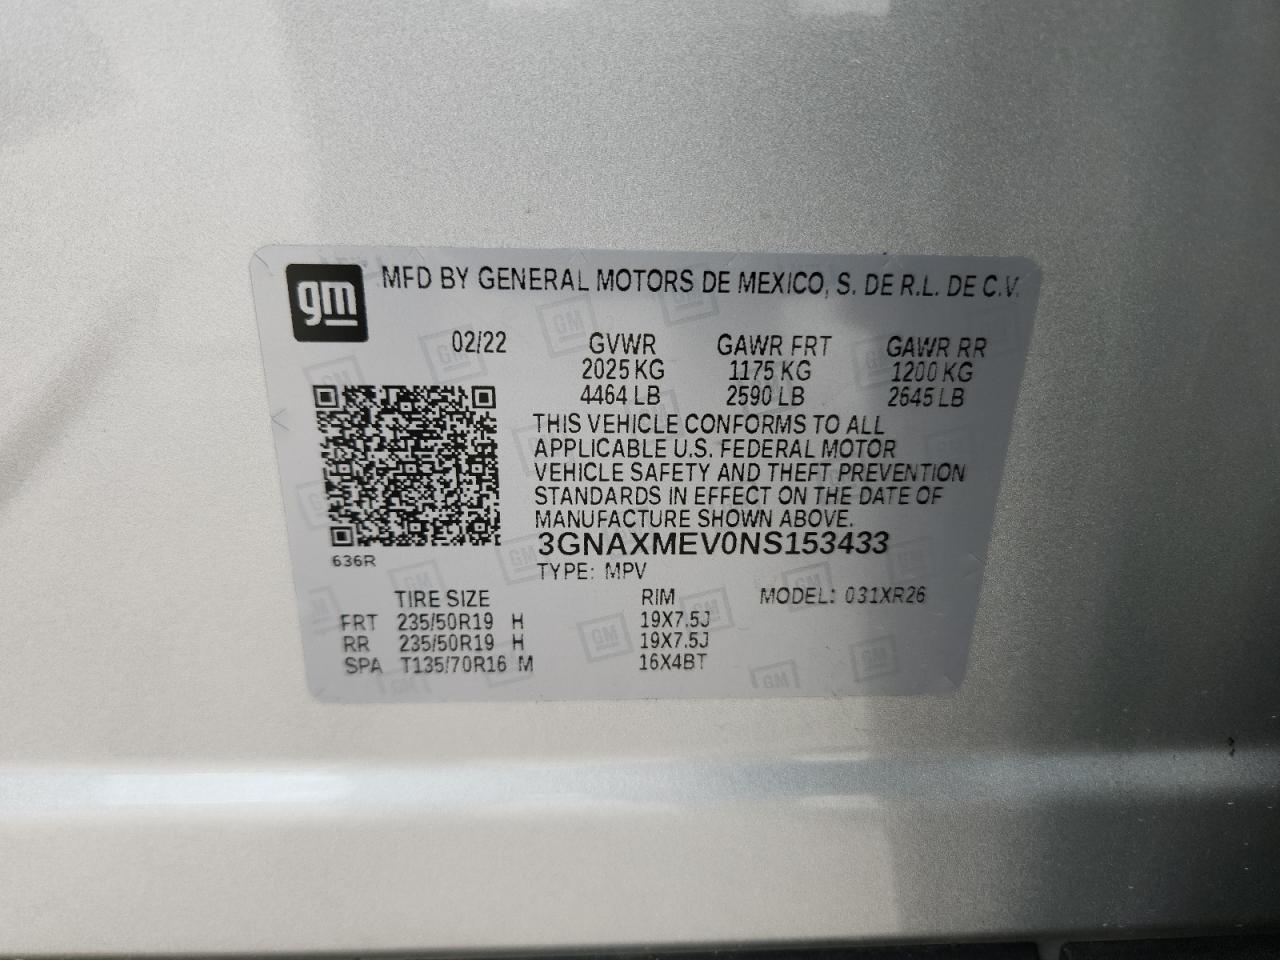 gm
MFD BY GENERAL MOTORS DE MEXICO, S. DE R.L. DE C.V.
02/22 GVWR GAWR FRT GAWR RR
2025 KG 1175 KG 1200 KG
4464 LB 2590 LB 2645 LB
THIS VEHICLE CONFORMS TO ALL
APPLICABLE U.S. FEDERAL MOTOR
VEHICLE SAFETY AND THEFT PREVENTION
STANDARDS IN EFFECT ON THE DATE OF
MANUFACTURE SHOWN ABOVE.
3GNAXMEV0NS153433
636R
TYPE: MPV
TIRE SIZE RIM MODEL: 031XR26
FRT 235/50R19 H 19X7.5J
RR 235/50R19 H 19X7.5J
SPA T135/70R16 M 16X4BT